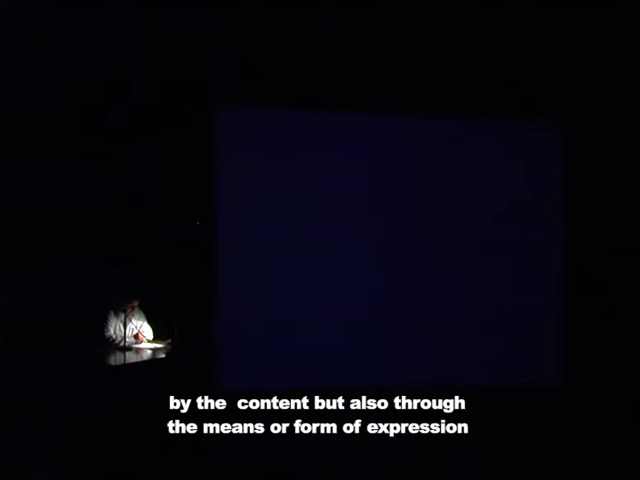 by the  content but also through
the means or form of expression